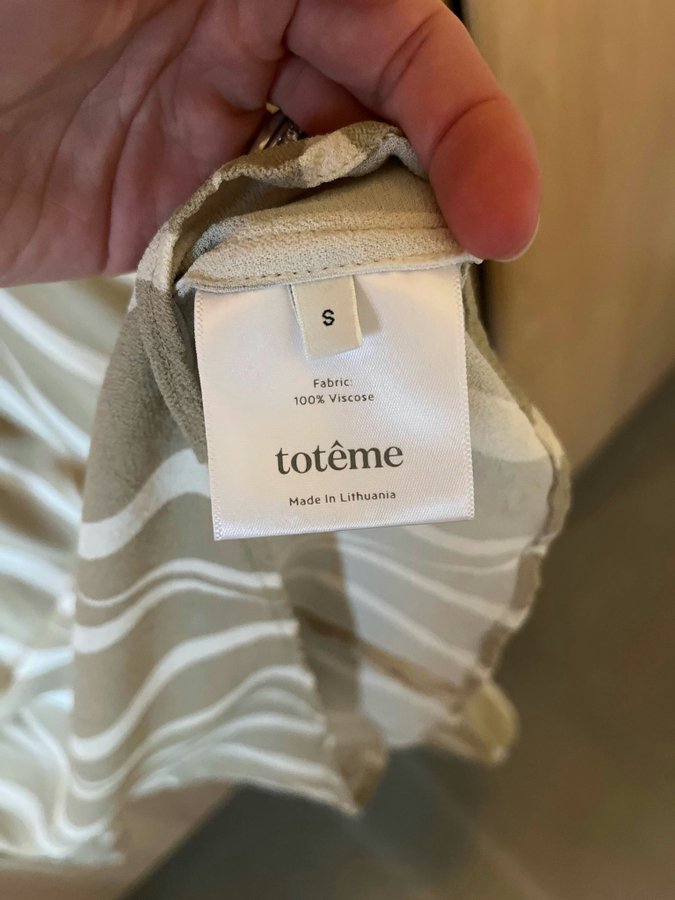 S
Fabric:
100% Viscose
totême
Made In Lithuania